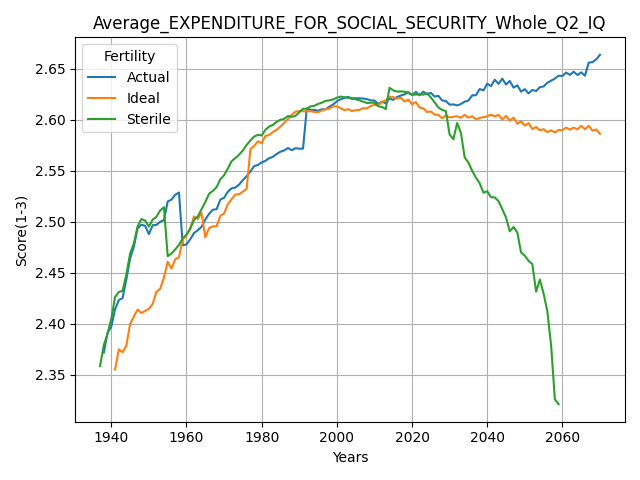 Average_EXPENDITURE_FOR_SOCIAL_SECURITY_Whole_Q2_IQ
Fertility
Actual
Ideal
Sterile
Score(1-3)
2.65
2.60
2.55
2.50
2.45
2.40
2.35
1940 1960 1980 2000 2020 2040 2060
Years